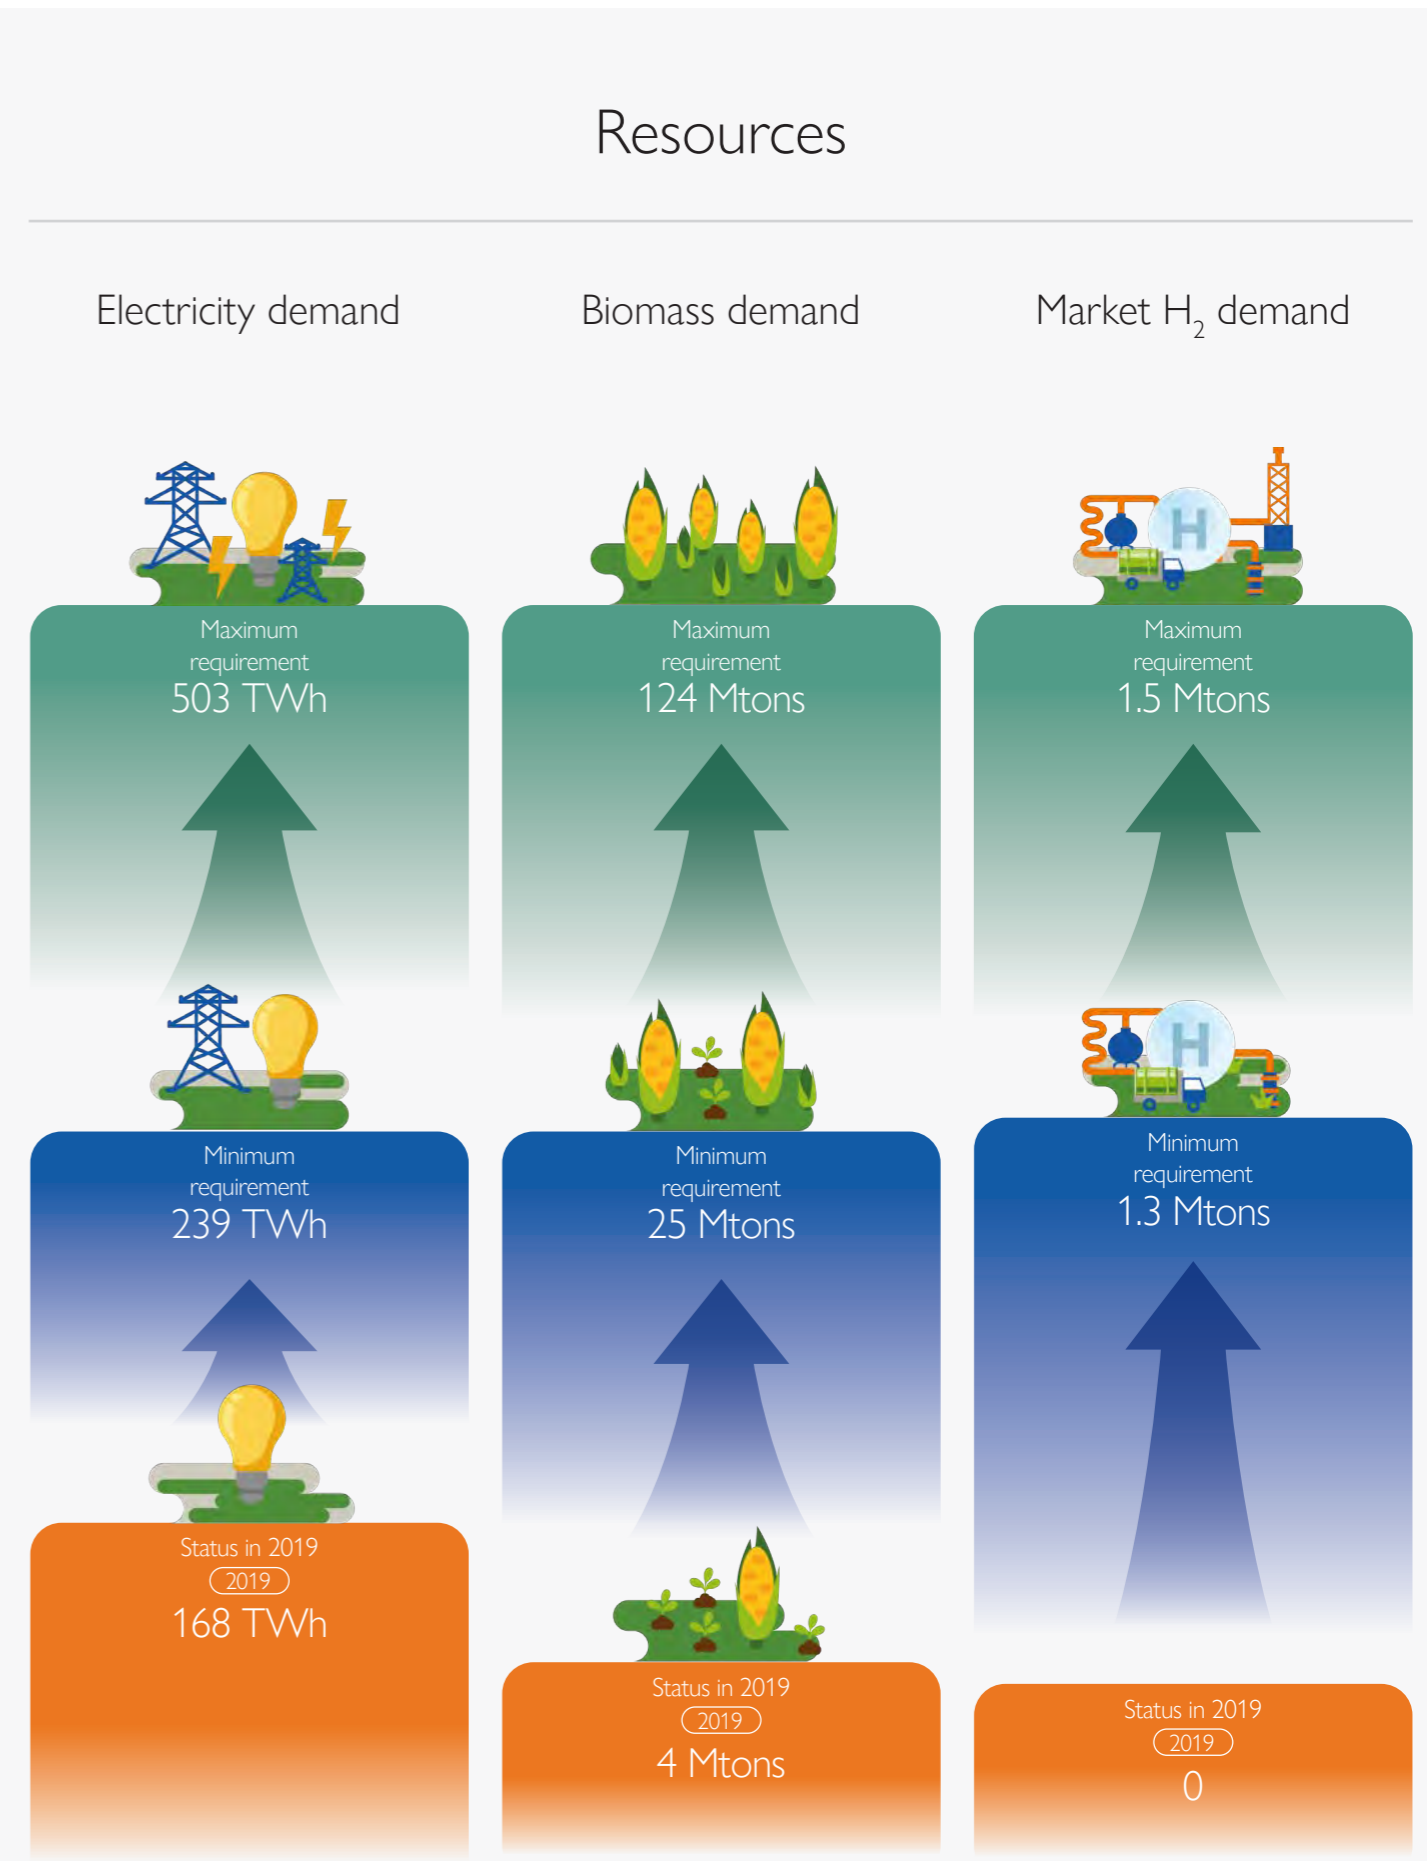 Resources
Electricity demand
Biomass demand
Market H₂ demand
H
Maximum
requirement
503 TWh
Maximum
requirement
124 Mtons
Maximum
requirement
1.5 Mtons
H
Minimum
requirement
239 TWh
Minimum
requirement
25 Mtons
Minimum
requirement
1.3 Mtons
Status in 2019
2019
168 TWh
Status in 2019
2019
4 Mtons
Status in 2019
2019
0